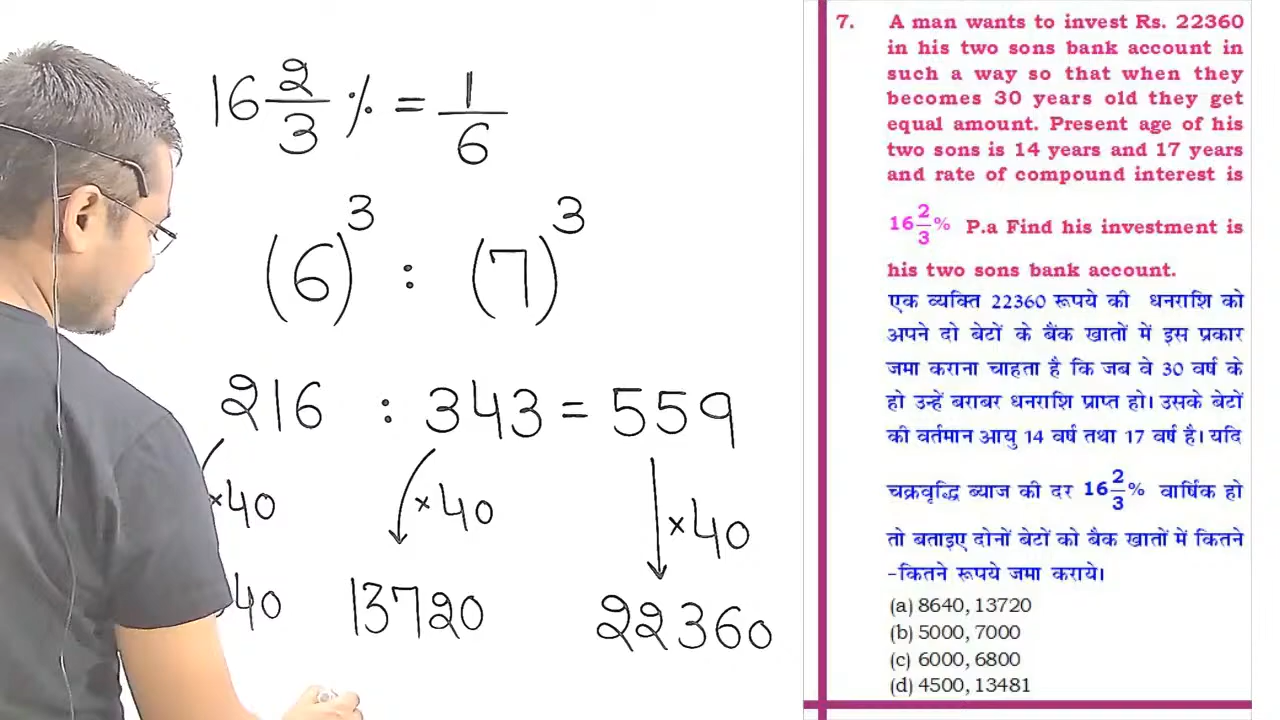 16 2/3 % = 1/6
(6)³ : (7)³
216 : 343 = 559
×40 ×40 ×40
40 13720 22360
7. A man wants to invest Rs. 22360
in his two sons bank account in
such a way so that when they
becomes 30 years old they get
equal amount. Present age of his
two sons is 14 years and 17 years
and rate of compound interest is
16 2/3 % P.a Find his investment is
his two sons bank account.
एक व्यक्ति 22360 रूपये की धनराशि को
अपने दो बेटों के बैंक खातों में इस प्रकार
जमा कराना चाहता है कि जब वे 30 वर्ष के
हो उन्हें बराबर धनराशि प्राप्त हो। उसके बेटों
की वर्तमान आयु 14 वर्ष तथा 17 वर्ष है। यदि
चक्रवृद्धि ब्याज की दर 16 2/3 % वार्षिक हो
तो बताइए दोनों बेटों को बैक खातों में कितने
-कितने रूपये जमा कराये।
(a) 8640, 13720
(b) 5000, 7000
(c) 6000, 6800
(d) 4500, 13481